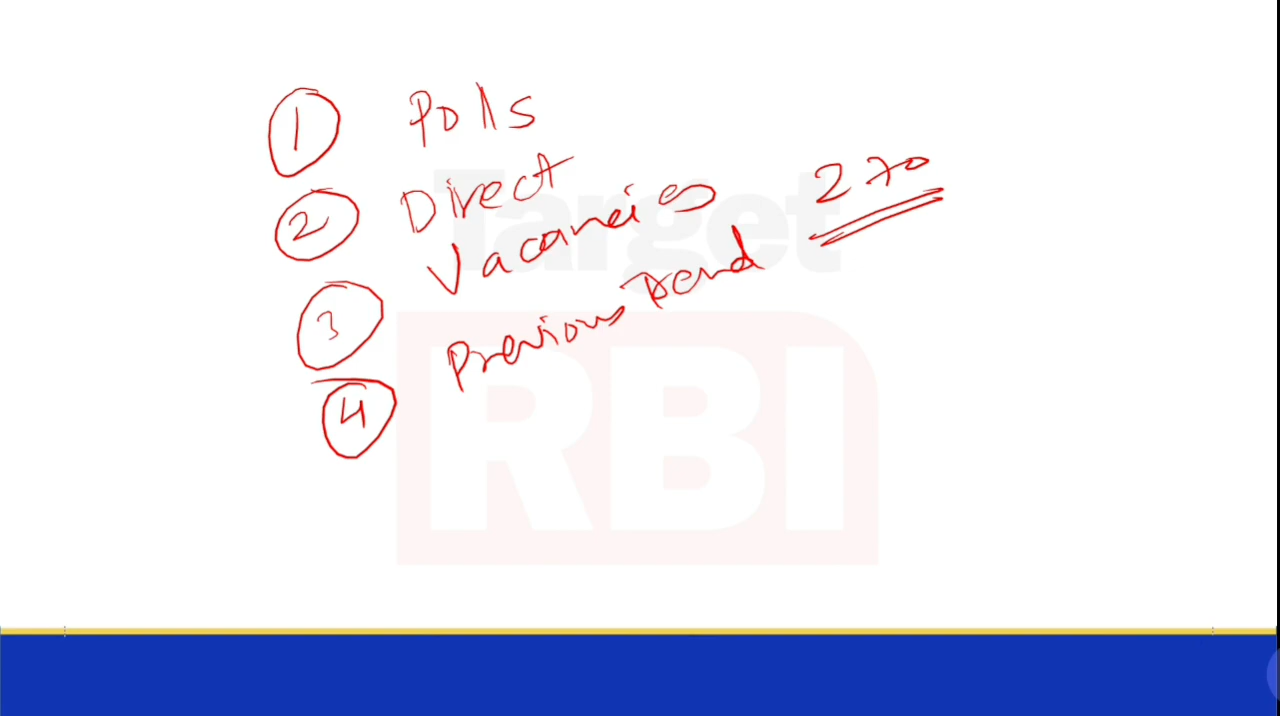 1 Polls
2 Direct
3 Vacancies 270
4 Previous Trend
Target
RBI